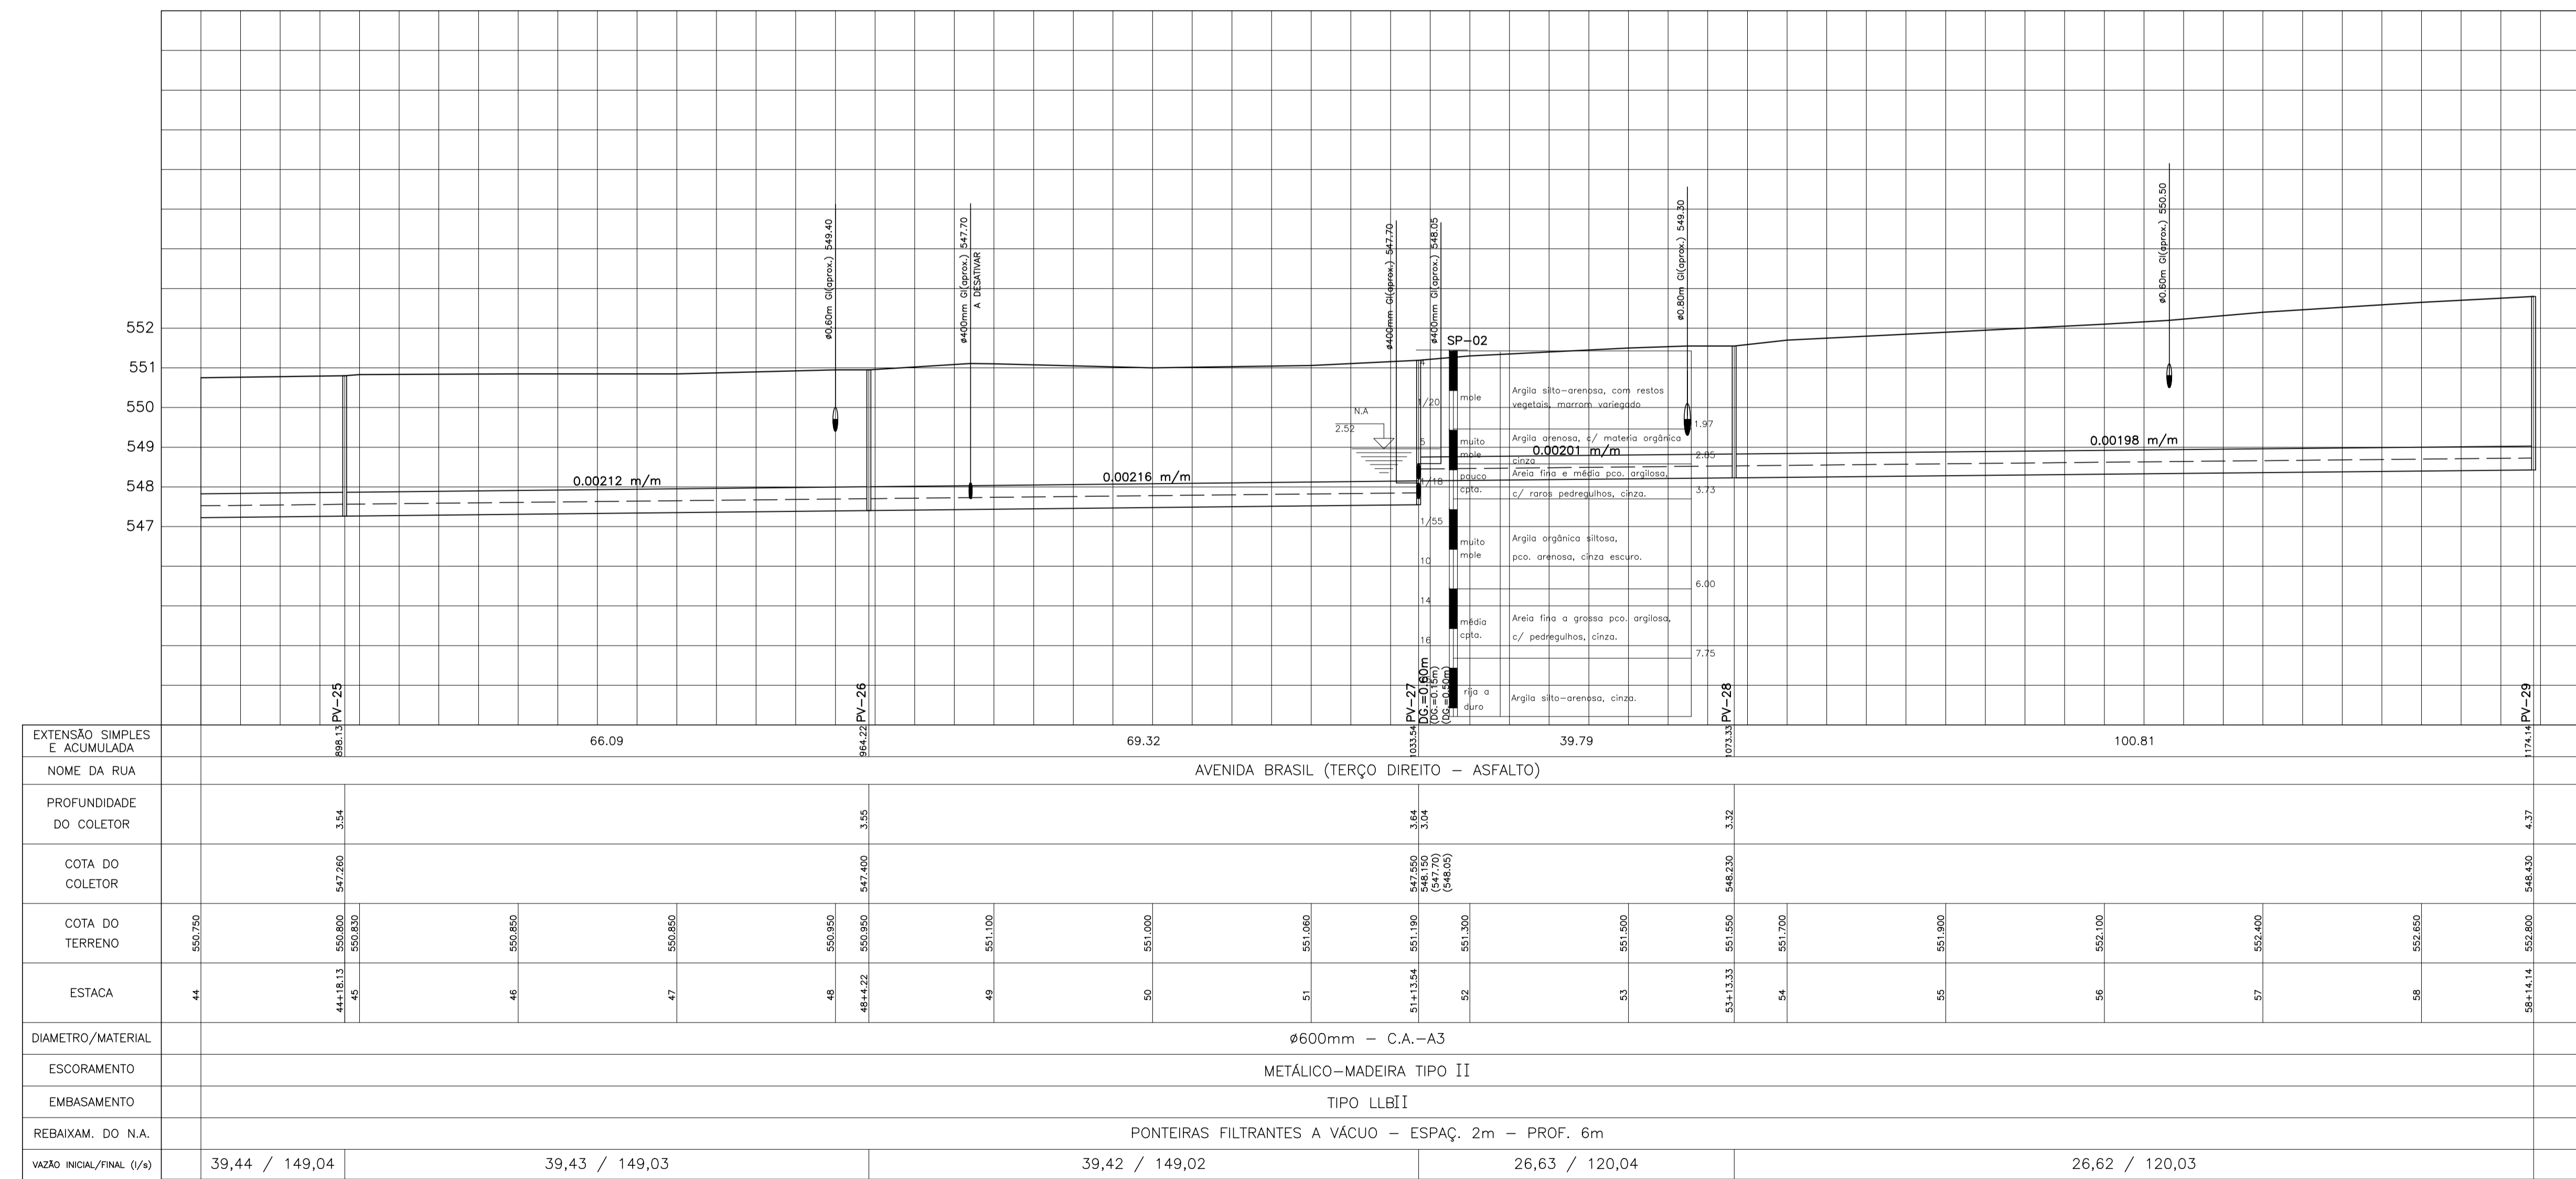 ø0.60m GI(aprox.) 549.40
ø400mm GI(aprox.) 547.70
A DESATIVAR
ø400mm GI(aprox.) 547.70
ø400mm GI(aprox.) 548.05
ø0.80m GI(aprox.) 549.30
ø0.60m GI(aprox.) 550.50
552
551
550
549
548
547
0.00212 m/m
0.00216 m/m
0.00201 m/m
0.00198 m/m
SP-02
N.A
2.52
4
1/20
5
1/18
1/55
10
14
16
mole
Argila silto-arenosa, com restos
vegetais, marrom variegado
1.97
muito
mole
Argila arenosa, c/ materia orgânica
cinza
2.85
pouco
cpta.
Areia fina e média pco. argilosa,
c/ raros pedregulhos, cinza.
3.73
muito
mole
Argila orgânica siltosa,
pco. arenosa, cinza escuro.
6.00
média
cpta.
Areia fina a grossa pco. argilosa,
c/ pedregulhos, cinza.
7.75
rija a
duro
Argila silto-arenosa, cinza.
PV-25
PV-26
PV-27
DG.=0.60m
(DG.=0.15m)
(DG.=0.50m)
PV-28
PV-29
EXTENSÃO SIMPLES
E ACUMULADA
898.13
66.09
964.22
69.32
1033.54
39.79
1073.33
100.81
1174.14
NOME DA RUA
AVENIDA BRASIL (TERÇO DIREITO - ASFALTO)
PROFUNDIDADE
DO COLETOR
3.54
3.55
3.64
3.04
3.32
4.37
COTA DO
COLETOR
547.260
547.400
547.550
548.150
(547.70)
(548.05)
548.230
548.430
COTA DO
TERRENO
550.750
550.800
550.830
550.850
550.850
550.950
550.950
551.100
551.000
551.060
551.190
551.300
551.500
551.550
551.700
551.900
552.100
552.400
552.650
552.800
ESTACA
44
44+18.13
45
46
47
48
48+4.22
49
50
51
51+13.54
52
53
53+13.33
54
55
56
57
58
58+14.14
DIAMETRO/MATERIAL
ø600mm - C.A.-A3
ESCORAMENTO
METÁLICO-MADEIRA TIPO II
EMBASAMENTO
TIPO LLBII
REBAIXAM. DO N.A.
PONTEIRAS FILTRANTES A VÁCUO - ESPAÇ. 2m - PROF. 6m
VAZÃO INICIAL/FINAL (l/s)
39,44 / 149,04
39,43 / 149,03
39,42 / 149,02
26,63 / 120,04
26,62 / 120,03